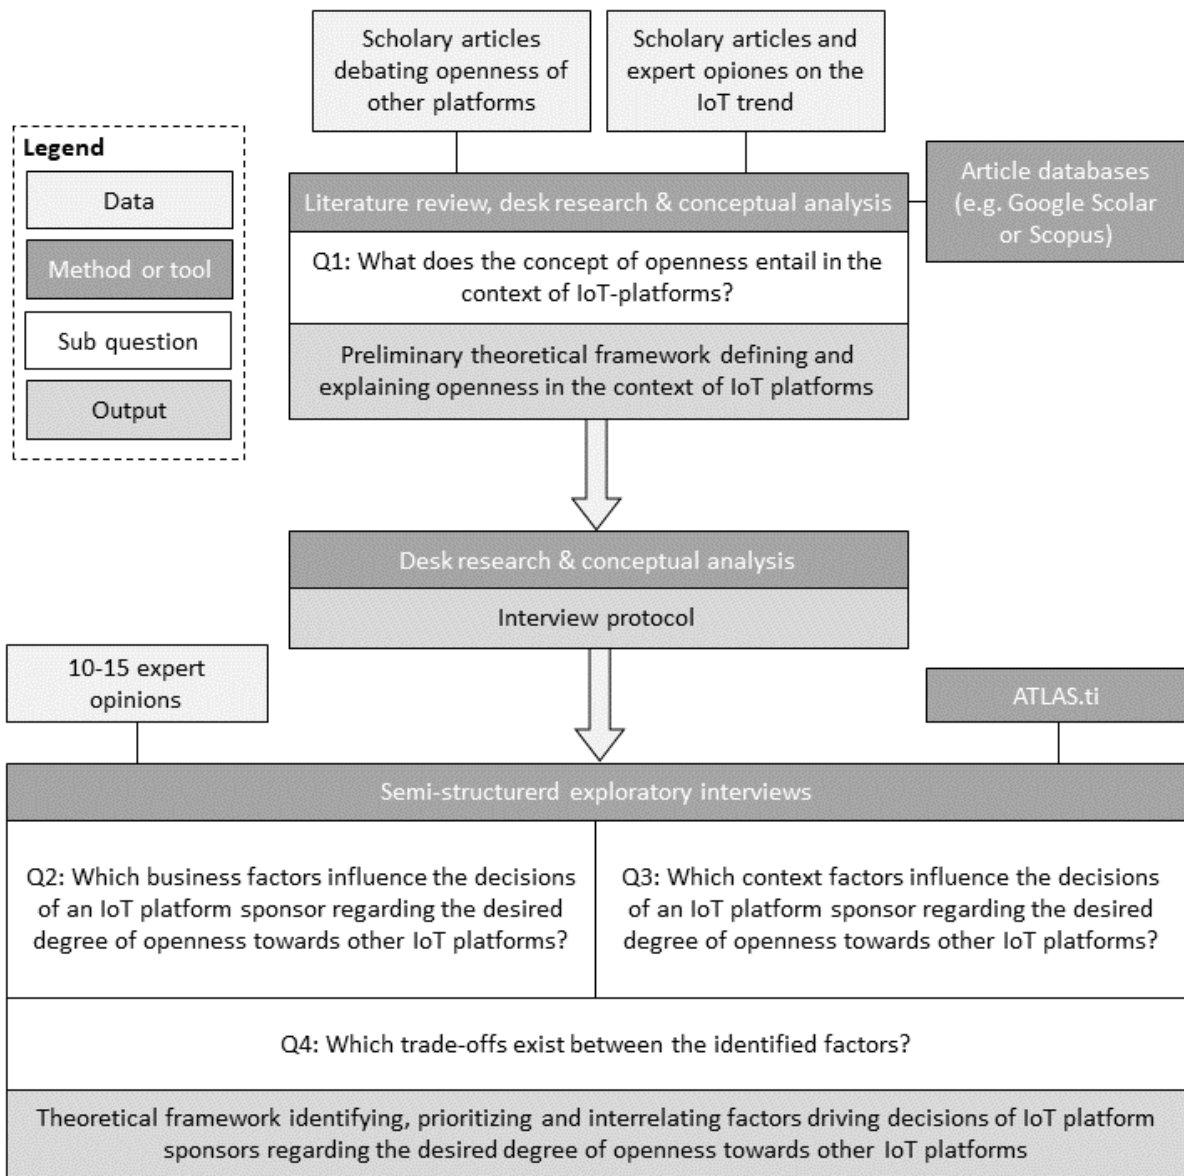 Scholary articles
debating openness of
other platforms
Scholary articles and
expert opiones on the
IoT trend
Legend
Data
Method or tool
Sub question
Output
Literature review, desk research & conceptual analysis
Article databases
(e.g. Google Scolar
or Scopus)
Q1: What does the concept of openness entail in the
context of IoT-platforms?
Preliminary theoretical framework defining and
explaining openness in the context of IoT platforms
Desk research & conceptual analysis
Interview protocol
10-15 expert
opinions
ATLAS.ti
Semi-structurerd exploratory interviews
Q2: Which business factors influence the decisions
of an IoT platform sponsor regarding the desired
degree of openness towards other IoT platforms?
Q3: Which context factors influence the decisions
of an IoT platform sponsor regarding the desired
degree of openness towards other IoT platforms?
Q4: Which trade-offs exist between the identified factors?
Theoretical framework identifying, prioritizing and interrelating factors driving decisions of IoT platform
sponsors regarding the desired degree of openness towards other IoT platforms